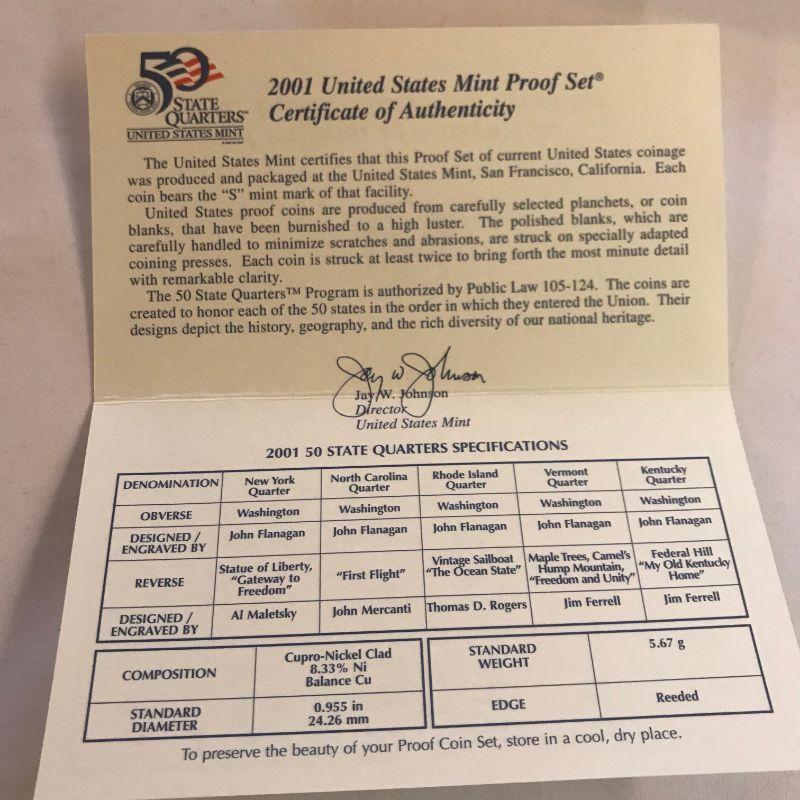 50
STATE
QUARTERS™
UNITED STATES MINT
2001 United States Mint Proof Set®
Certificate of Authenticity
The United States Mint certifies that this Proof Set of current United States coinage
was produced and packaged at the United States Mint, San Francisco, California. Each
coin bears the “S” mint mark of that facility.
United States proof coins are produced from carefully selected planchets, or coin
blanks, that have been burnished to a high luster. The polished blanks, which are
carefully handled to minimize scratches and abrasions, are struck on specially adapted
coining presses. Each coin is struck at least twice to bring forth the most minute detail
with remarkable clarity.
The 50 State Quarters™ Program is authorized by Public Law 105-124. The coins are
created to honor each of the 50 states in the order in which they entered the Union. Their
designs depict the history, geography, and the rich diversity of our national heritage.
Jay W Johnson
Jay W. Johnson
Director
United States Mint
2001 50 STATE QUARTERS SPECIFICATIONS
DENOMINATION New York Quarter North Carolina Quarter Rhode Island Quarter Vermont Quarter Kentucky Quarter
OBVERSE Washington Washington Washington Washington Washington
DESIGNED / ENGRAVED BY John Flanagan John Flanagan John Flanagan John Flanagan John Flanagan
REVERSE Statue of Liberty, “Gateway to Freedom” “First Flight” Vintage Sailboat “The Ocean State” Maple Trees, Camel's Hump Mountain, “Freedom and Unity” Federal Hill “My Old Kentucky Home”
DESIGNED / ENGRAVED BY Al Maletsky John Mercanti Thomas D. Rogers Jim Ferrell Jim Ferrell
COMPOSITION Cupro-Nickel Clad 8.33% Ni Balance Cu STANDARD WEIGHT 5.67 g
STANDARD DIAMETER 0.955 in 24.26 mm EDGE Reeded
To preserve the beauty of your Proof Coin Set, store in a cool, dry place.